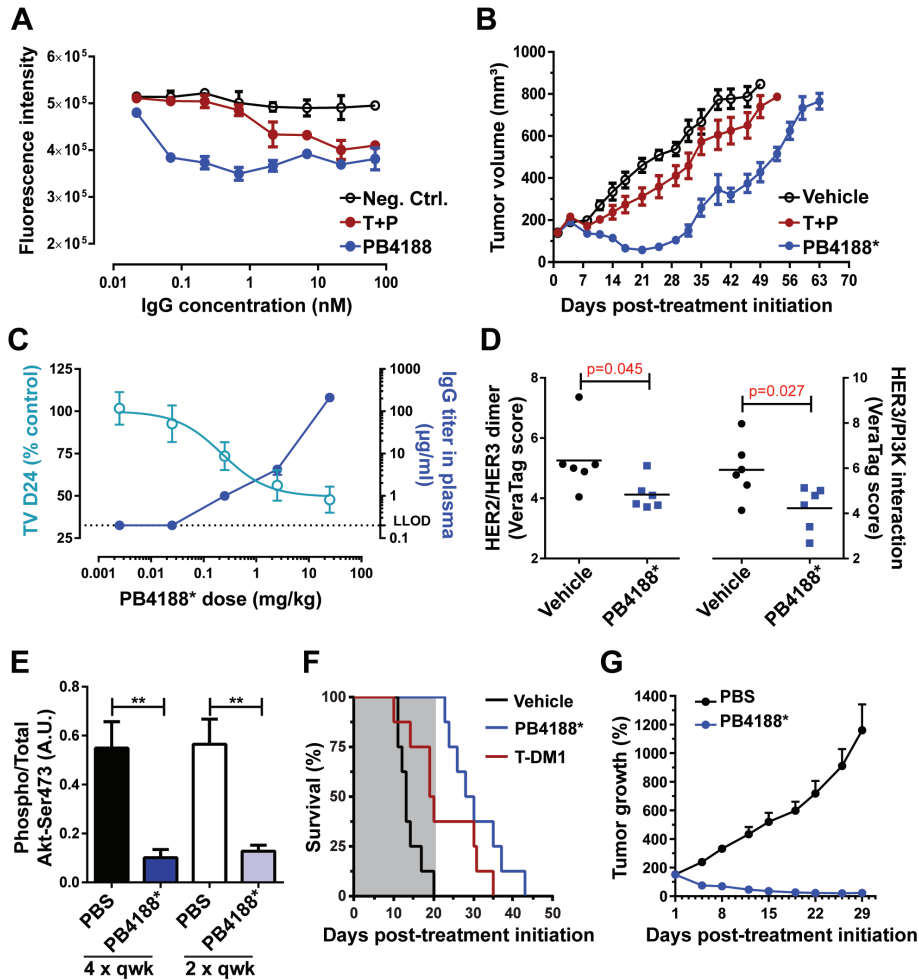 A
Fluorescence intensity
6×10⁵
5×10⁵
4×10⁵
3×10⁵
2×10⁵
Neg. Ctrl.
T+P
PB4188
0.01 0.1 1 10 100
IgG concentration (nM)
B
Tumor volume (mm³)
1000
800
600
400
200
0
Vehicle
T+P
PB4188*
0 7 14 21 28 35 42 49 56 63 70
Days post-treatment initiation
C
TV D24 (% control)
125
100
75
50
25
IgG titer in plasma
(µg/ml)
1000
100
10
1
0.1
LLOD
0.001 0.01 0.1 1 10 100
PB4188* dose (mg/kg)
D
HER2/HER3 dimer
(VeraTag score)
8
6
4
2
p=0.045
Vehicle
PB4188*
p=0.027
Vehicle
PB4188*
10
8
6
4
2
HER3/PI3K interaction
(VeraTag score)
E
Phospho/Total
Akt-Ser473 (A.U.)
0.8
0.6
0.4
0.2
0.0
**
**
PBS
PB4188*
PBS
PB4188*
4 x qwk
2 x qwk
F
Survival (%)
100
75
50
25
0
Vehicle
PB4188*
T-DM1
0 10 20 30 40 50
Days post-treatment initiation
G
Tumor growth (%)
1400
1200
1000
800
600
400
200
0
PBS
PB4188*
1 8 15 22 29
Days post-treatment initiation